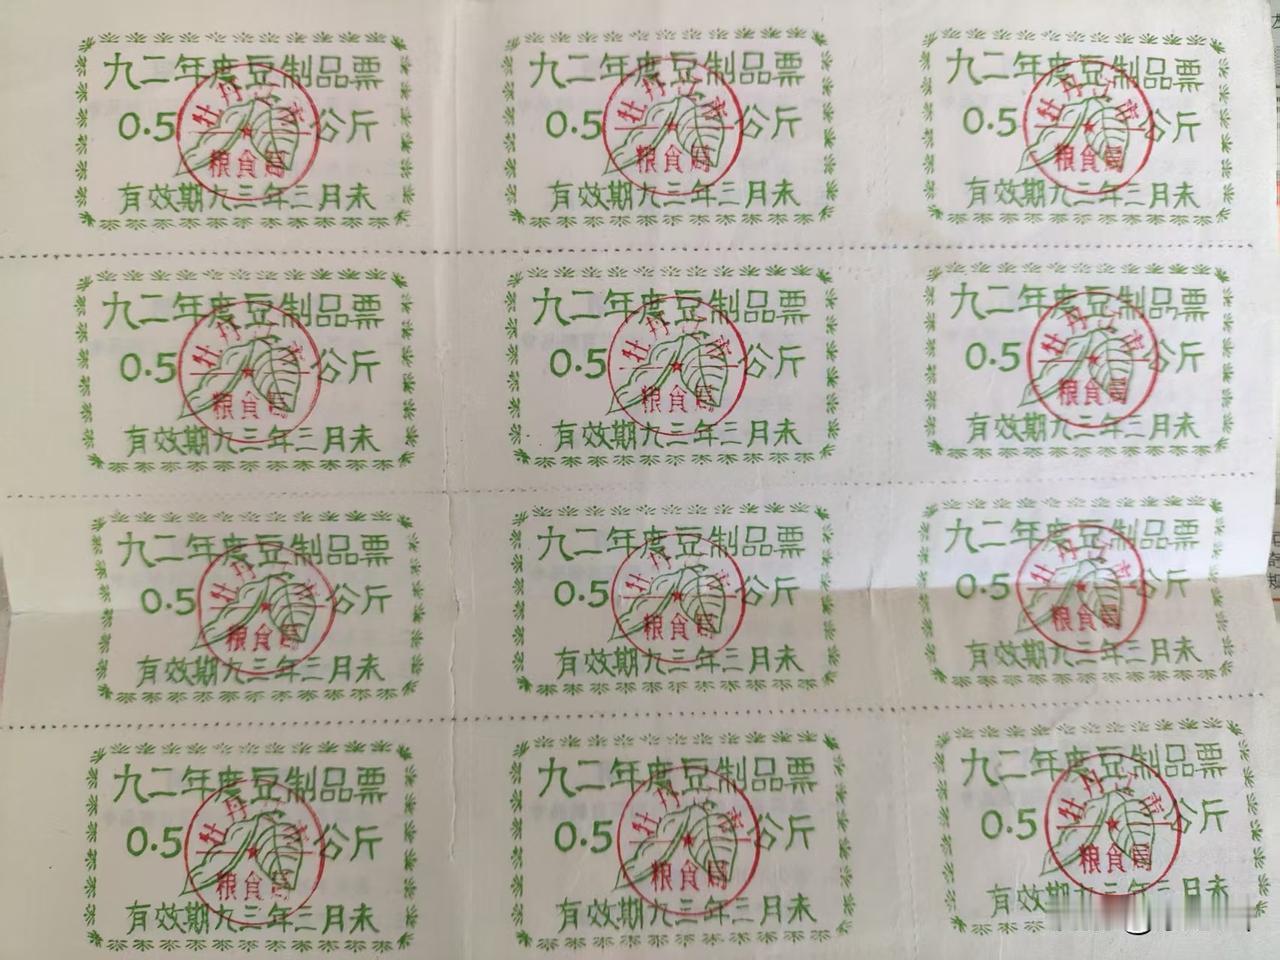 九二年度豆制品票
0.5公斤
牡丹江市
粮食局
有效期九三年三月末
九二年度豆制品票
0.5公斤
牡丹江市
粮食局
有效期九三年三月末
九二年度豆制品票
0.5公斤
牡丹江市
粮食局
有效期九三年三月末
九二年度豆制品票
0.5公斤
牡丹江市
粮食局
有效期九三年三月末
九二年度豆制品票
0.5公斤
牡丹江市
粮食局
有效期九三年三月末
九二年度豆制品票
0.5公斤
牡丹江市
粮食局
有效期九三年三月末
九二年度豆制品票
0.5公斤
牡丹江市
粮食局
有效期九三年三月末
九二年度豆制品票
0.5公斤
牡丹江市
粮食局
有效期九三年三月末
九二年度豆制品票
0.5公斤
牡丹江市
粮食局
有效期九三年三月末
九二年度豆制品票
0.5公斤
牡丹江市
粮食局
有效期九三年三月末
九二年度豆制品票
0.5公斤
牡丹江市
粮食局
有效期九三年三月末
九二年度豆制品票
0.5公斤
牡丹江市
粮食局
有效期九三年三月末